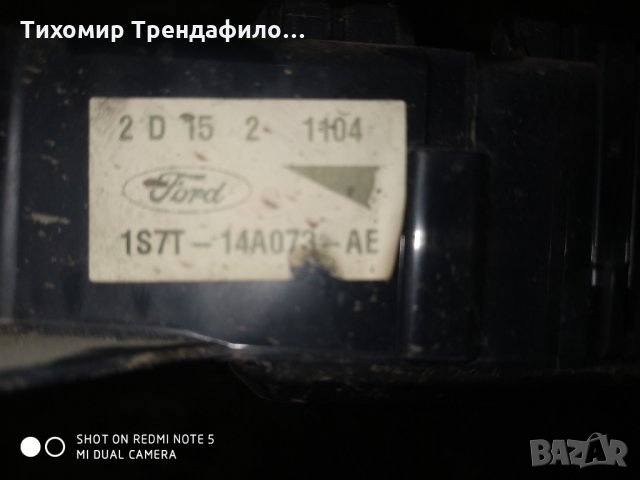 Тихомир Трендафило...
2 D 15 2 1104
Ford
1S7T-14A073-AE
SHOT ON REDMI NOTE 5
MI DUAL CAMERA
BAZAR